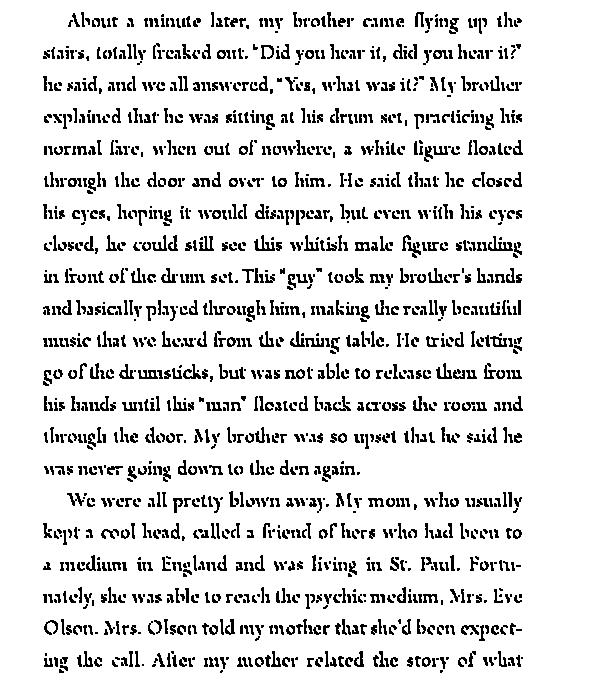 About a minute later, my brother came flying up the
stairs, totally freaked out. "Did you hear it, did you hear it?"
he said, and we all answered, "Yes, what was it?" My brother
explained that he was sitting at his drum set, practicing his
normal fare, when out of nowhere, a white figure floated
through the door and over to him. He said that he closed
his eyes, hoping it would disappear, but even with his eyes
closed, he could still see this whitish male figure standing
in front of the drum set. This "guy" took my brother's hands
and basically played through him, making the really beautiful
music that we heard from the dining table. He tried letting
go of the drumsticks, but was not able to release them from
his hands until this "man" floated back across the room and
through the door. My brother was so upset that he said he
was never going down to the den again.
We were all pretty blown away. My mom, who usually
kept a cool head, called a friend of hers who had been to
a medium in England and was living in St. Paul. Fortu-
nately, she was able to reach the psychic medium, Mrs. Eve
Olson. Mrs. Olson told my mother that she'd been expect-
ing the call. After my mother related the story of what